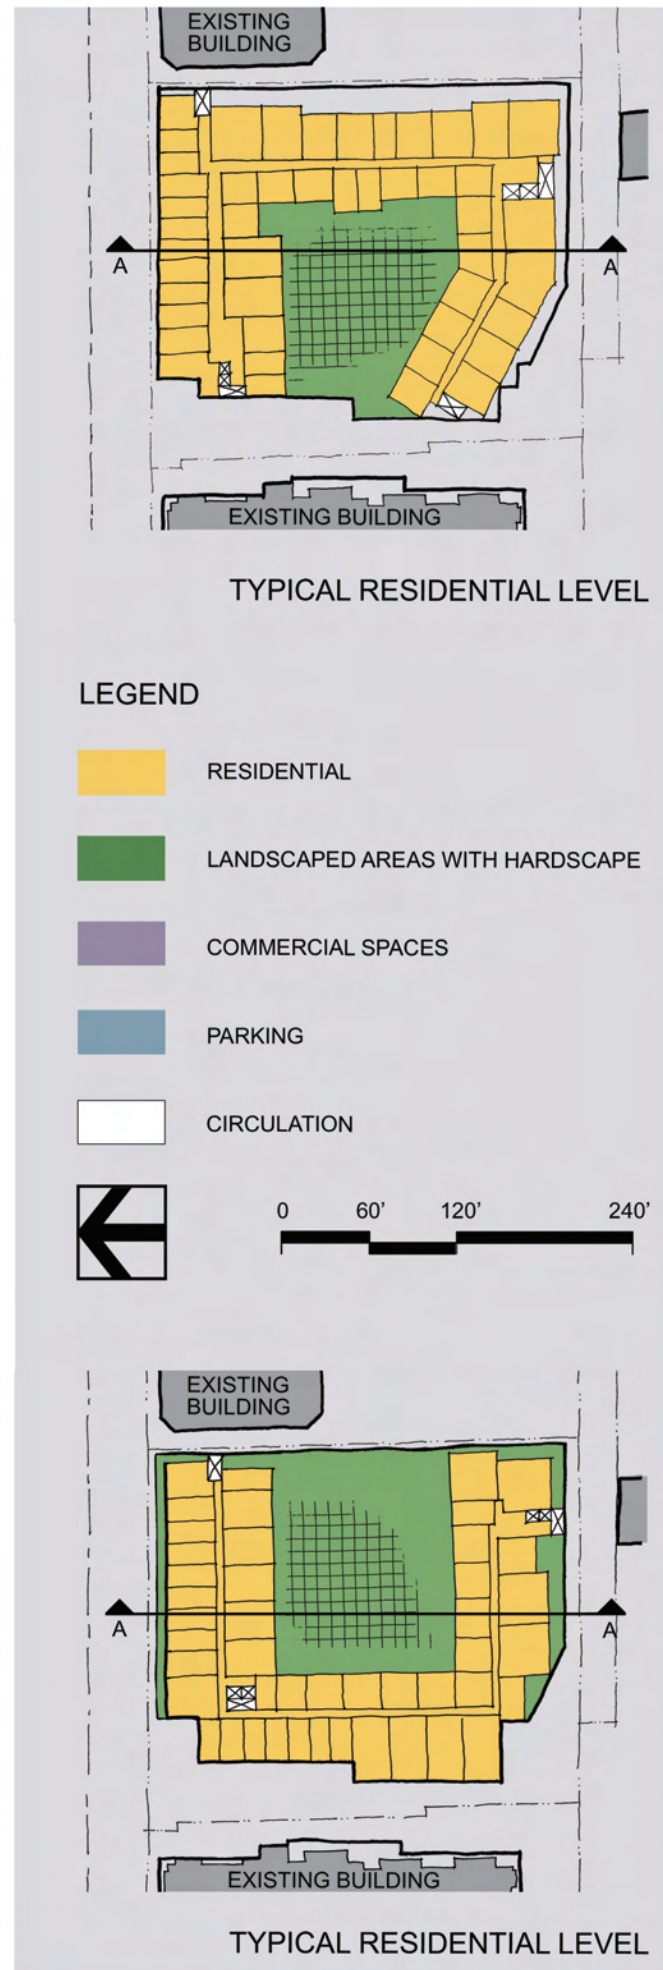 EXISTING
BUILDING
A
A
EXISTING BUILDING
TYPICAL RESIDENTIAL LEVEL
LEGEND
RESIDENTIAL
LANDSCAPED AREAS WITH HARDSCAPE
COMMERCIAL SPACES
PARKING
CIRCULATION
0 60' 120' 240'
EXISTING
BUILDING
A
A
EXISTING BUILDING
TYPICAL RESIDENTIAL LEVEL